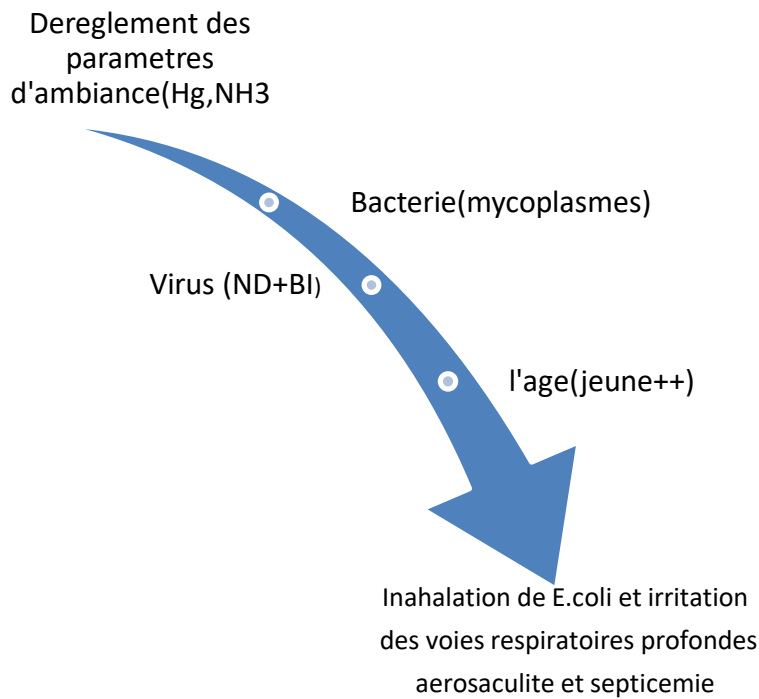 Dereglement des
parametres
d'ambiance(Hg,NH3
Bacterie(mycoplasmes)
Virus (ND+BI)
l'age(jeune++)
Inahalation de E.coli et irritation
des voies respiratoires profondes
aerosaculite et septicemie